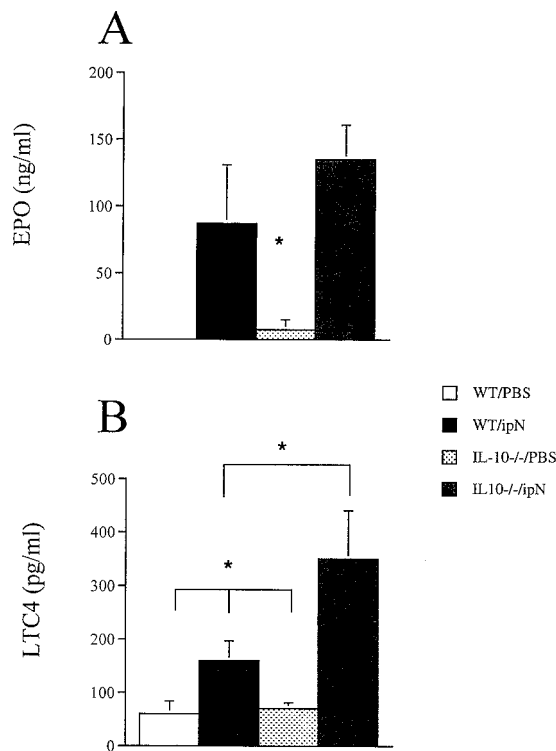 A
200
150
100
50
0
EPO (ng/ml)
*
WT/PBS
WT/ipN
IL-10-/-/PBS
IL10-/-/ipN
B
500
400
300
200
100
0
LTC4 (pg/ml)
*
*